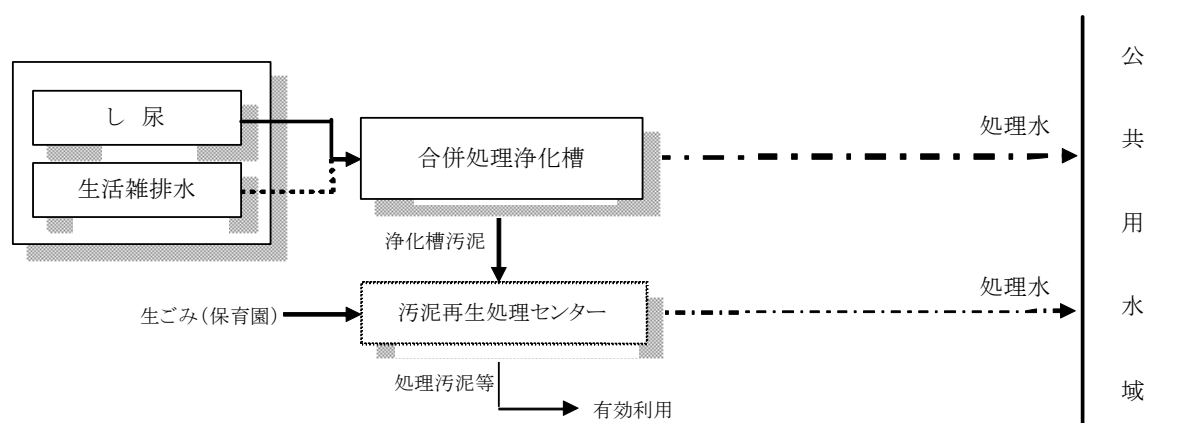 し 尿
生活雑排水
合併処理浄化槽
処理水
浄化槽汚泥
生ごみ(保育園)
汚泥再生処理センター
処理水
処理汚泥等
有効利用
公共用水域